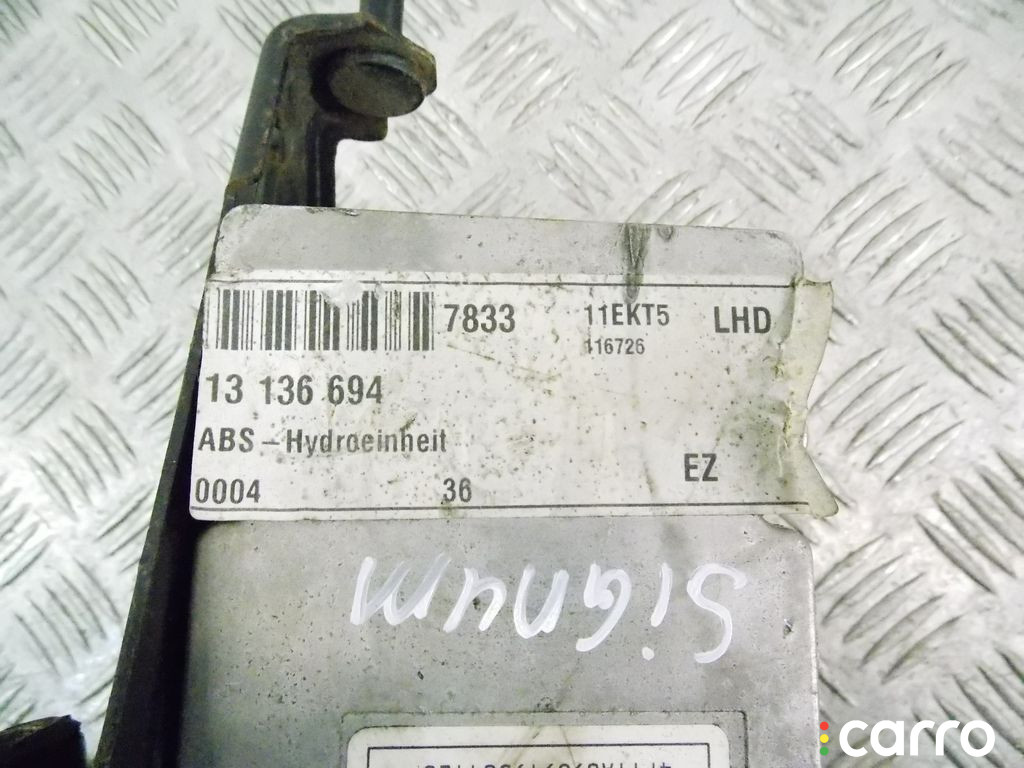 7833 11EKT5 LHD
116726
13 136 694
ABS - Hydroeinheit
EZ
0004 36
SiGNUM
carro